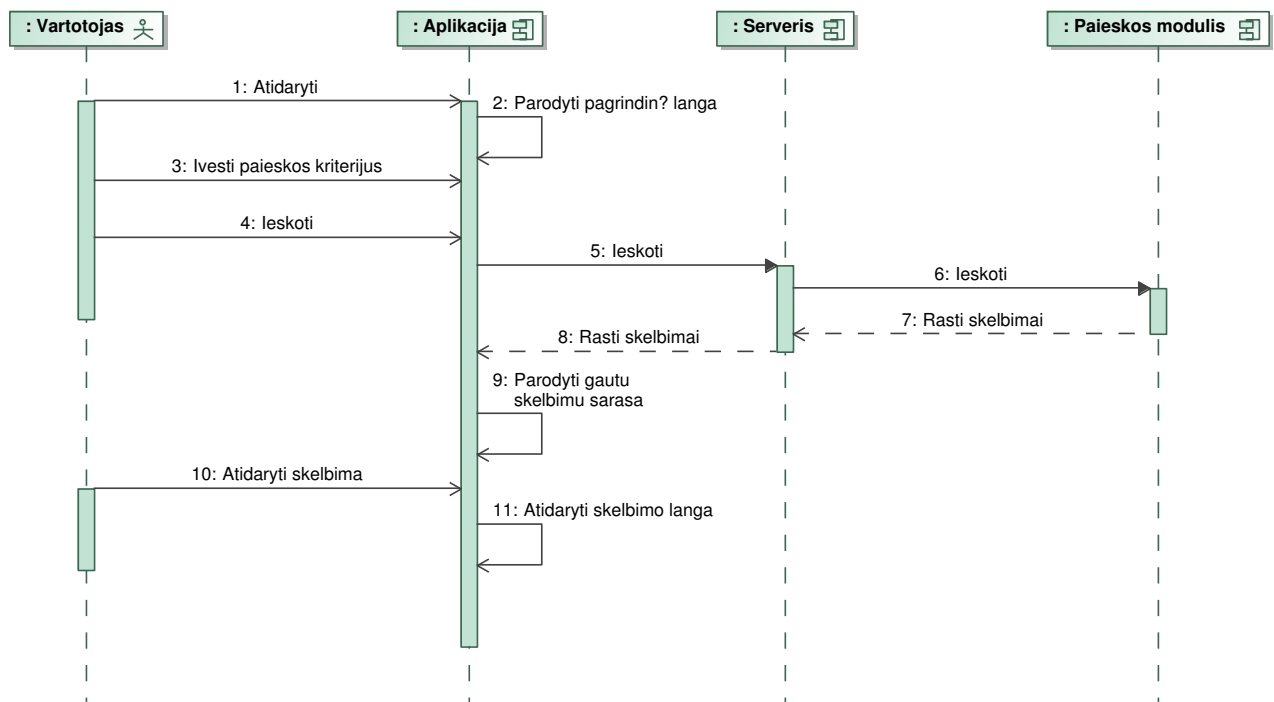 : Vartotojas
: Aplikacija
: Serveris
: Paieskos modulis
1: Atidaryti
2: Parodyti pagrindin? langa
3: Ivesti paieskos kriterijus
4: Ieskoti
5: Ieskoti
6: Ieskoti
7: Rasti skelbimai
8: Rasti skelbimai
9: Parodyti gautu
skelbimu sarasa
10: Atidaryti skelbima
11: Atidaryti skelbimo langa